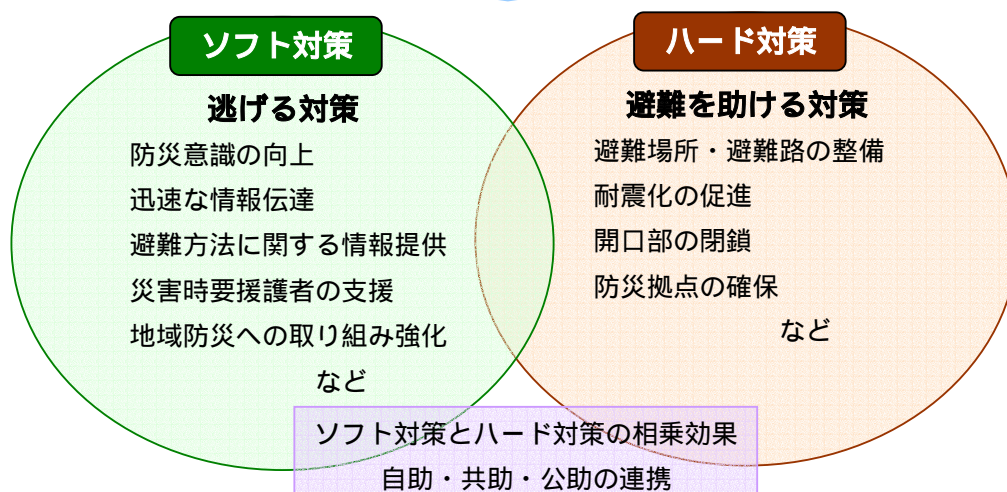 ソフト対策
逃げる対策
防災意識の向上
迅速な情報伝達
避難方法に関する情報提供
災害時要援護者の支援
地域防災への取り組み強化
など
ハード対策
避難を助ける対策
避難場所・避難路の整備
耐震化の促進
開口部の閉鎖
防災拠点の確保
など
ソフト対策とハード対策の相乗効果
自助・共助・公助の連携